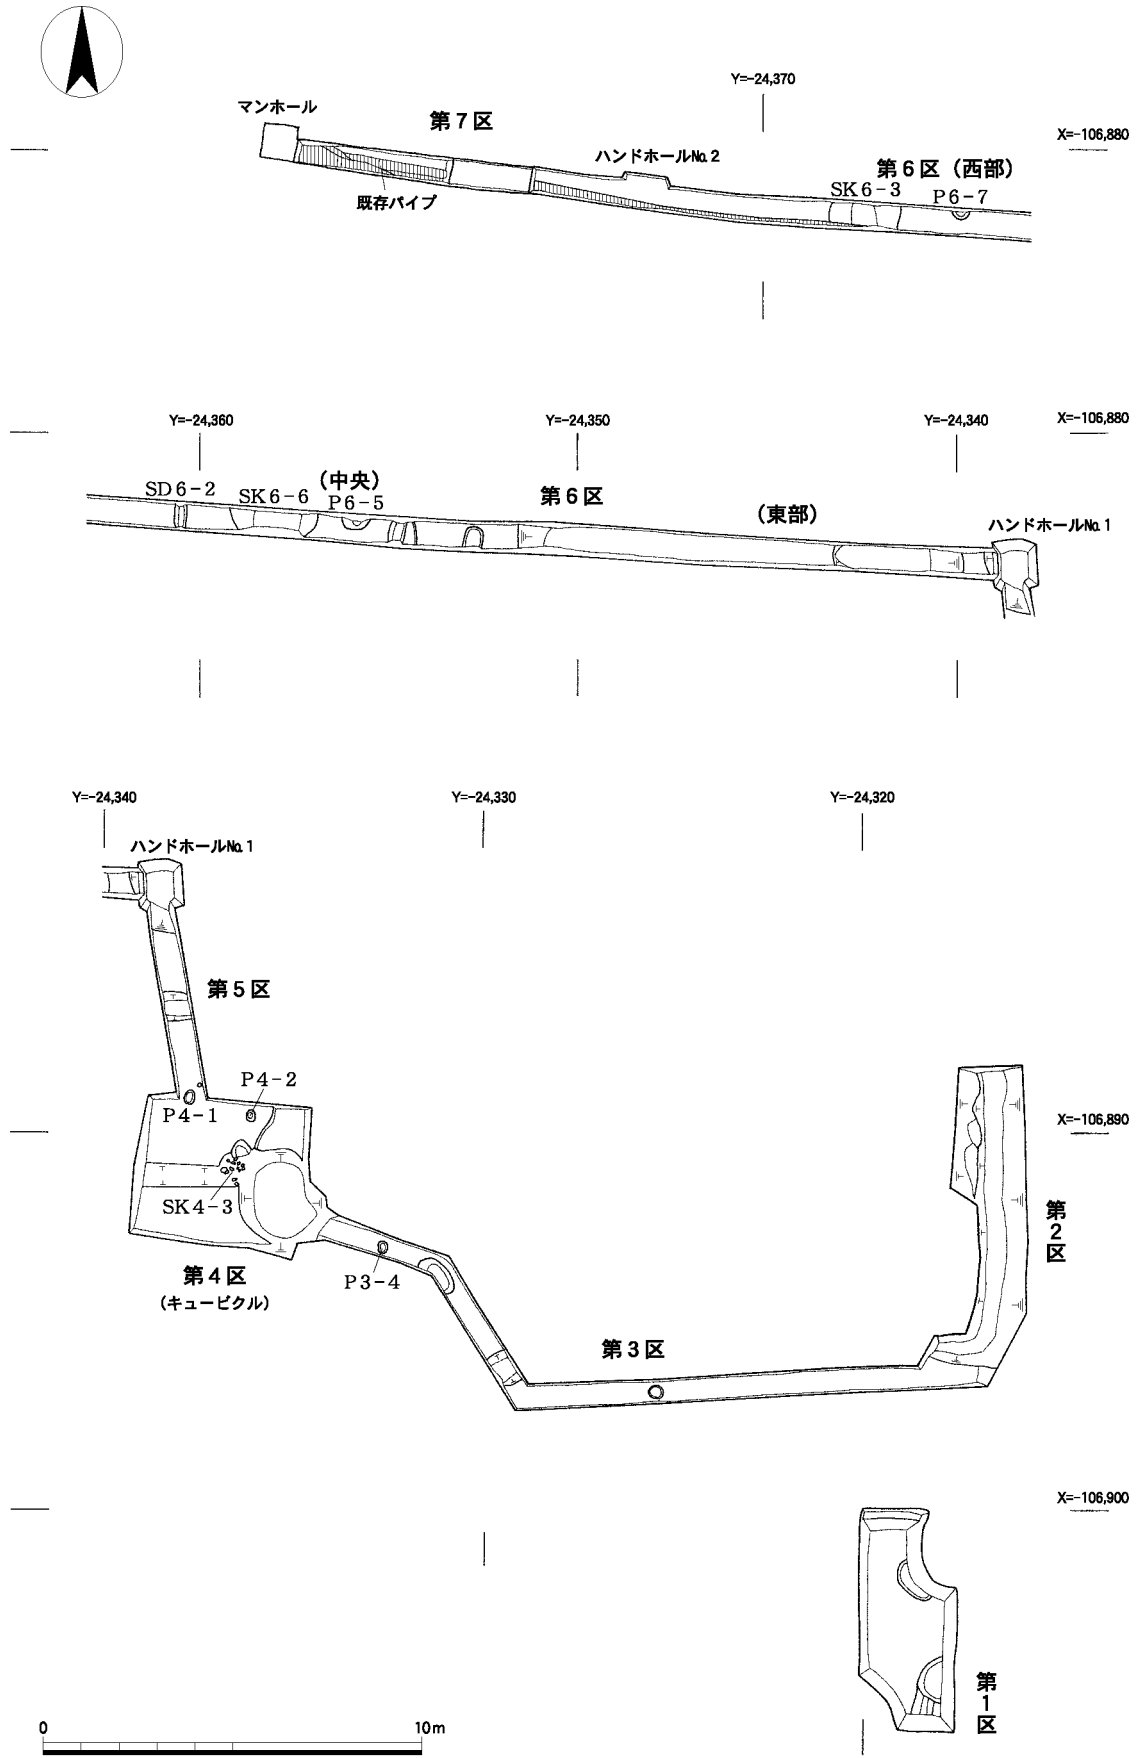 Y=-24,370
マンホール
第7区
X=-106,880
ハンドホール№2
第6区（西部）
SK6-3
P6-7
既存パイプ
Y=-24,360
Y=-24,350
Y=-24,340
X=-106,880
SD6-2
SK6-6
（中央）
P6-5
第6区
（東部）
ハンドホール№1
Y=-24,340
Y=-24,330
Y=-24,320
ハンドホール№1
第5区
P4-2
P4-1
X=-106,890
SK4-3
第2区
第4区
（キュービクル）
P3-4
第3区
X=-106,900
第1区
0
10m